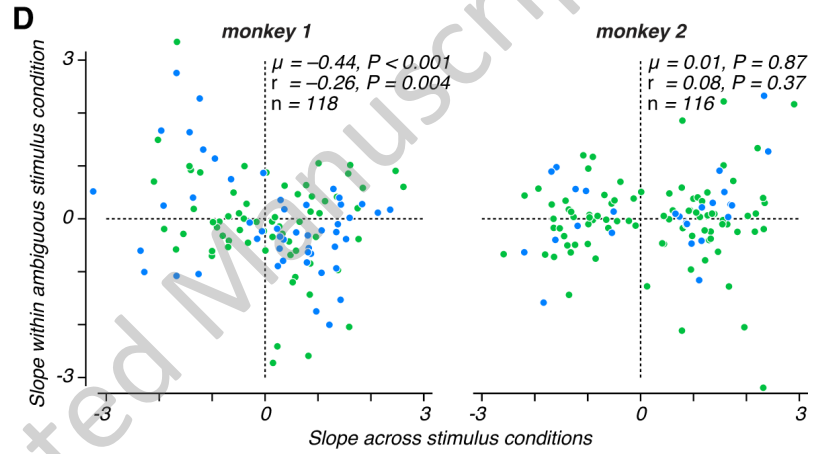 D
monkey 1
monkey 2
μ = –0.44, P < 0.001
r = –0.26, P = 0.004
n = 118
μ = 0.01, P = 0.87
r = 0.08, P = 0.37
n = 116
Slope within ambiguous stimulus condition
3
0
-3
-3 0 3
-3 0 3
Slope across stimulus conditions
ted Manuscrip